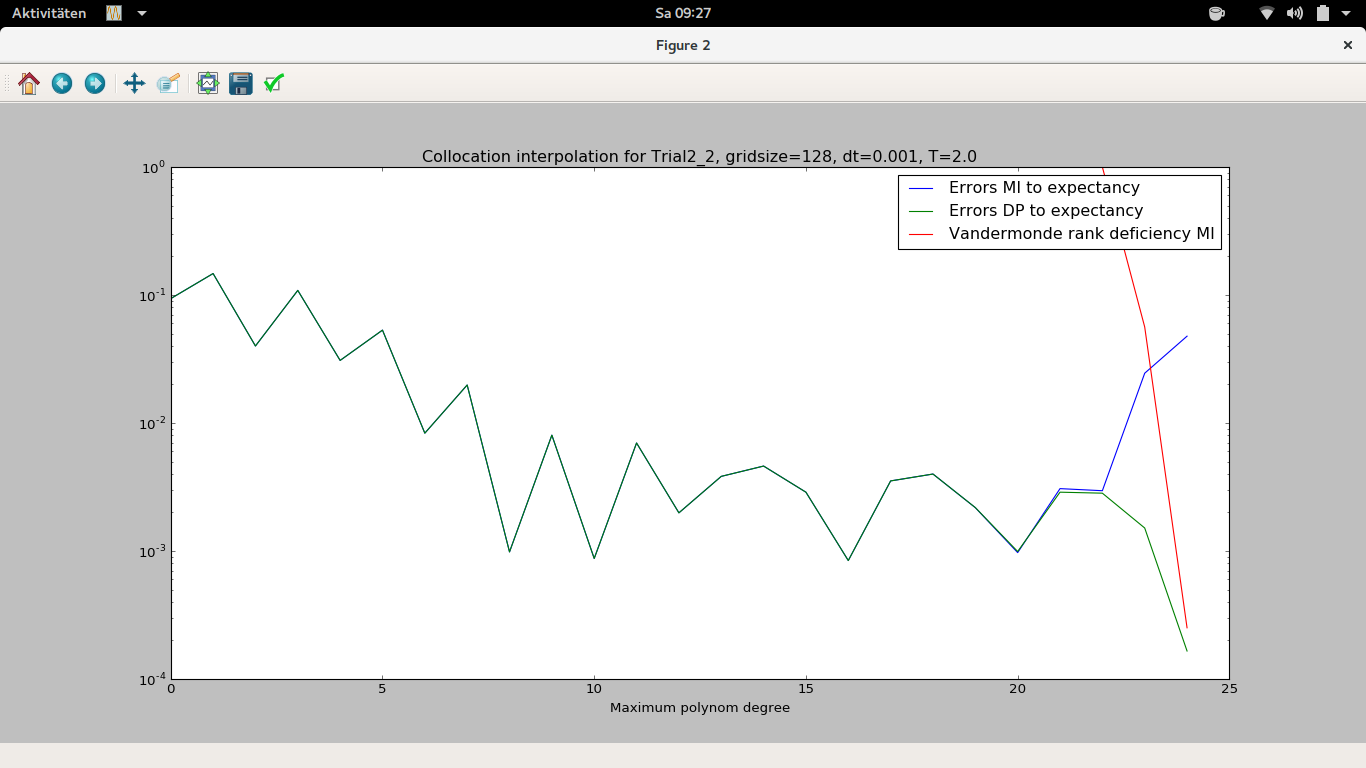 Aktivitäten
Sa 09:27
Figure 2
Collocation interpolation for Trial2_2, gridsize=128, dt=0.001, T=2.0
Errors MI to expectancy
Errors DP to expectancy
Vandermonde rank deficiency MI
10^0
10^-1
10^-2
10^-3
10^-4
0 5 10 15 20 25
Maximum polynom degree